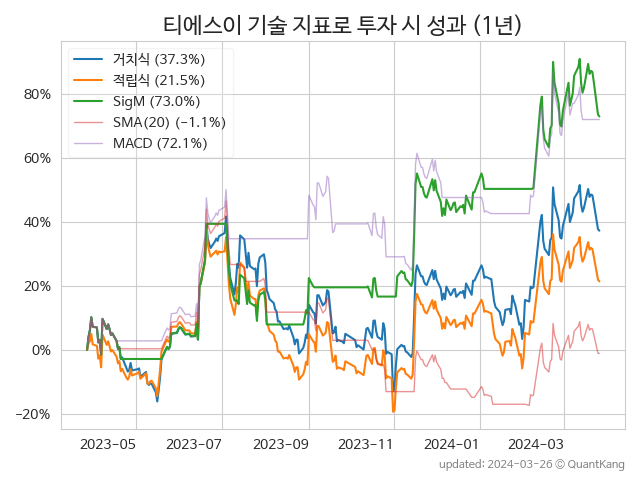 티에스이 기술 지표로 투자 시 성과 (1년)
거치식 (37.3%)
적립식 (21.5%)
SigM (73.0%)
SMA(20) (−1.1%)
MACD (72.1%)
80%
60%
40%
20%
0%
−20%
2023-05 2023-07 2023-09 2023-11 2024-01 2024-03
updated: 2024-03-26 © QuantKang